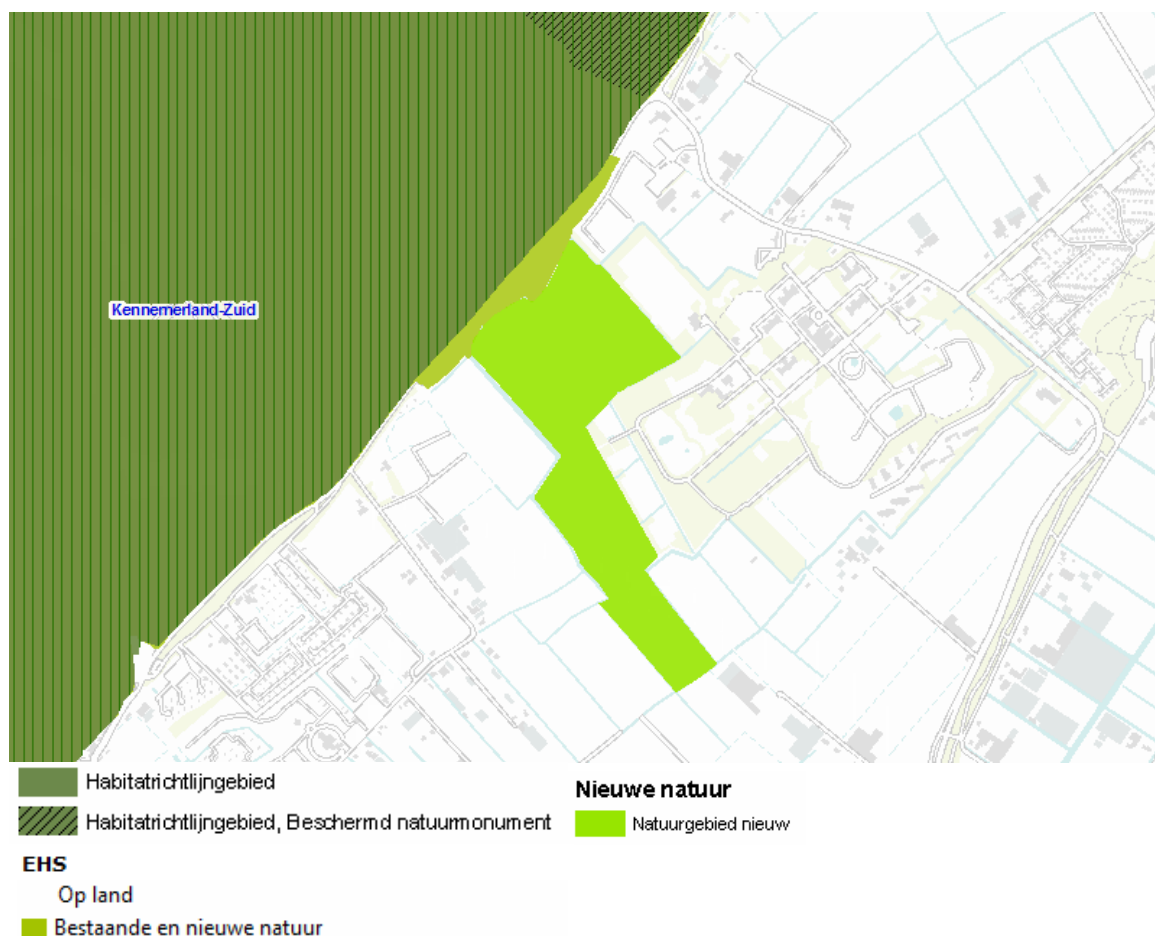 Kennemerland-Zuid
Habitatrichtlijngebied
Habitatrichtlijngebied, Beschermd natuurmonument
Nieuwe natuur
Natuurgebied nieuw
EHS
Op land
Bestaande en nieuwe natuur